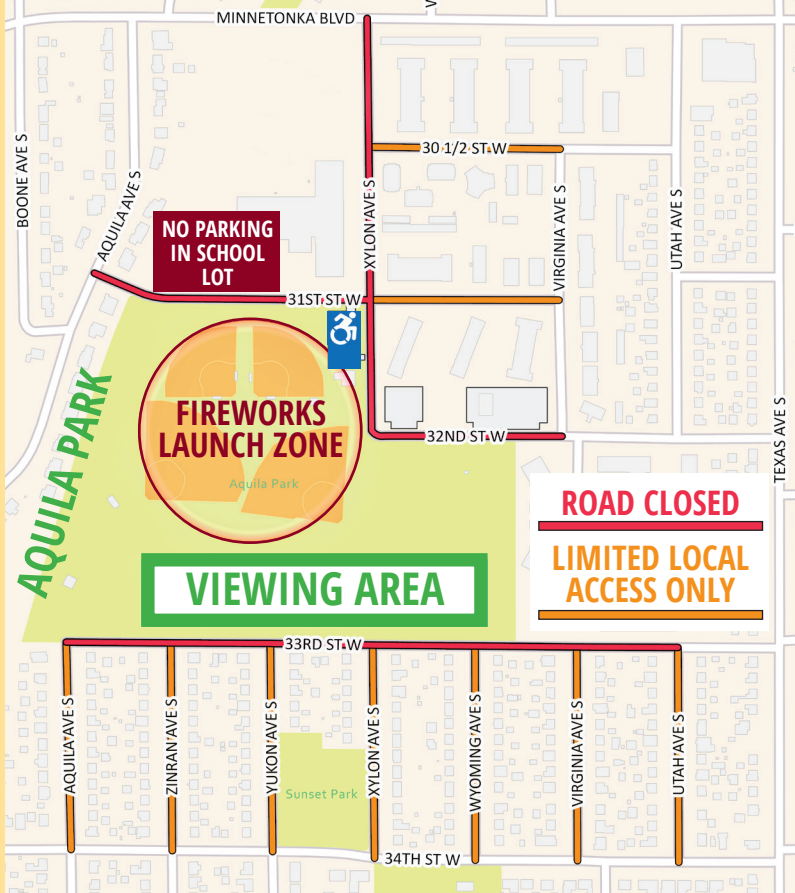 MINNETONKA BLVD
30 1/2 ST W
BOONE AVE S
AQUILA AVE S
XYLON AVE S
VIRGINIA AVE S
UTAH AVE S
NO PARKING
IN SCHOOL
LOT
31ST ST W
FIREWORKS
LAUNCH ZONE
Aquila Park
AQUILA PARK
32ND ST W
TEXAS AVE S
ROAD CLOSED
LIMITED LOCAL
ACCESS ONLY
VIEWING AREA
33RD ST W
AQUILA AVE S
ZINRAN AVE S
YUKON AVE S
XYLON AVE S
WYOMING AVE S
VIRGINIA AVE S
UTAH AVE S
Sunset Park
34TH ST W